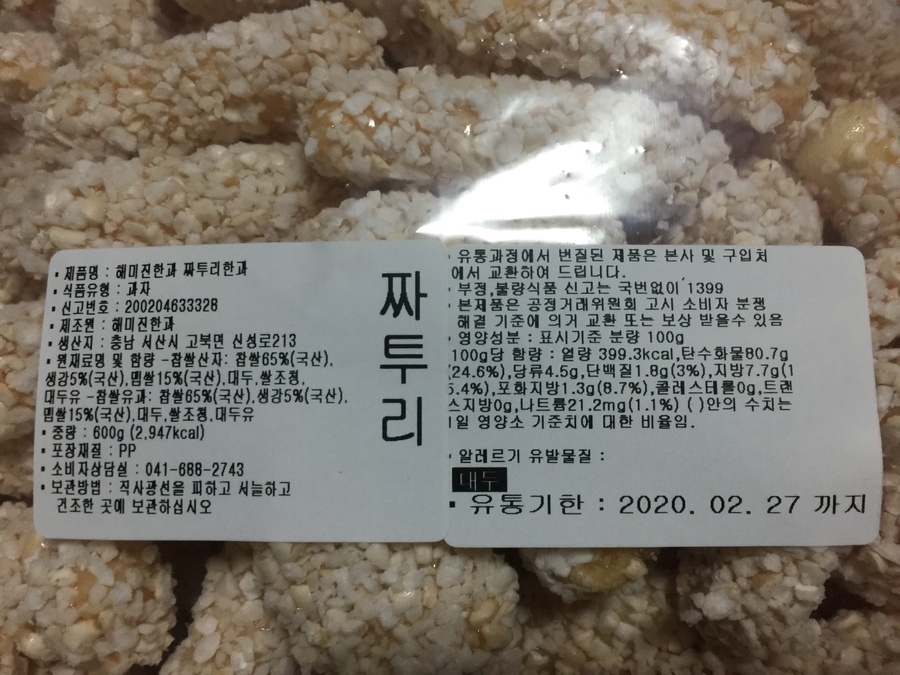 · 제품명 : 해미진한과 짜투리한과
· 식품유형 : 과자
· 신고번호 : 200204633328
· 제조원 : 해미진한과
· 생산지 : 충남 서산시 고북면 신성로213
· 원재료명 및 함량 -찹쌀산자: 찹쌀65%(국산),
생강5%(국산),멥쌀15%(국산),대두,쌀조청,
대두유 -찹쌀유과: 찹쌀65%(국산),생강5%(국산),
멥쌀15%(국산),대두,쌀조청,대두유
· 중량 : 600g (2,947kcal)
· 포장재질 : PP
· 소비자상담실 : 041-688-2743
· 보관방법 : 직사광선을 피하고 서늘하고
건조한 곳에 보관하십시오
짜투리
· 유통과정에서 변질된 제품은 본사 및 구입처
에서 교환하여 드립니다.
· 부정,불량식품 신고는 국번없이 1399
· 본제품은 공정거래위원회 고시 소비자 분쟁
해결 기준에 의거 교환 또는 보상 받을수 있음
· 영양성분 : 표시기준 분량 100g
100g당 함량 : 열량 399.3kcal,탄수화물80.7g
(24.6%),당류4.5g,단백질1.8g(3%),지방7.7g(1
5.4%),포화지방1.3g(8.7%),콜레스테롤0g,트랜
스지방0g,나트륨21.2mg(1.1%) ( )안의 수치는
1일 영양소 기준치에 대한 비율임.
· 알레르기 유발물질 :
대두
· 유통기한 : 2020. 02. 27 까지